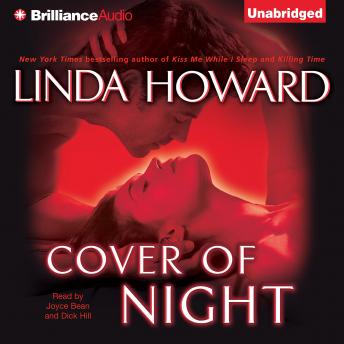 BrillianceAudio
Unabridged
New York Times bestselling author of Kiss Me While I Sleep and Killing Time
LINDA HOWARD
COVER OF
NIGHT
Read by
Joyce Bean
and Dick Hill